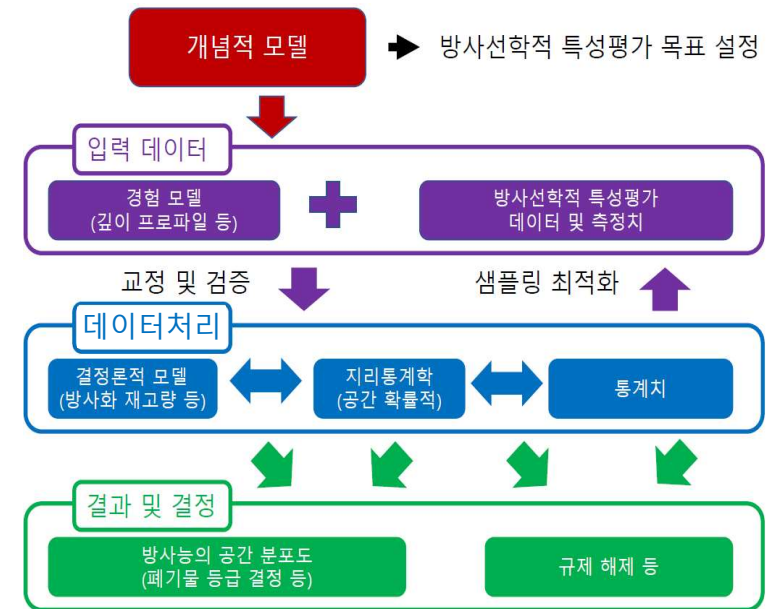 개념적 모델
방사선학적 특성평가 목표 설정
입력 데이터
경험 모델
(깊이 프로파일 등)
방사선학적 특성평가
데이터 및 측정치
교정 및 검증
샘플링 최적화
데이터처리
결정론적 모델
(방사화 재고량 등)
지리통계학
(공간 확률적)
통계치
결과 및 결정
방사능의 공간 분포도
(폐기물 등급 결정 등)
규제 해제 등